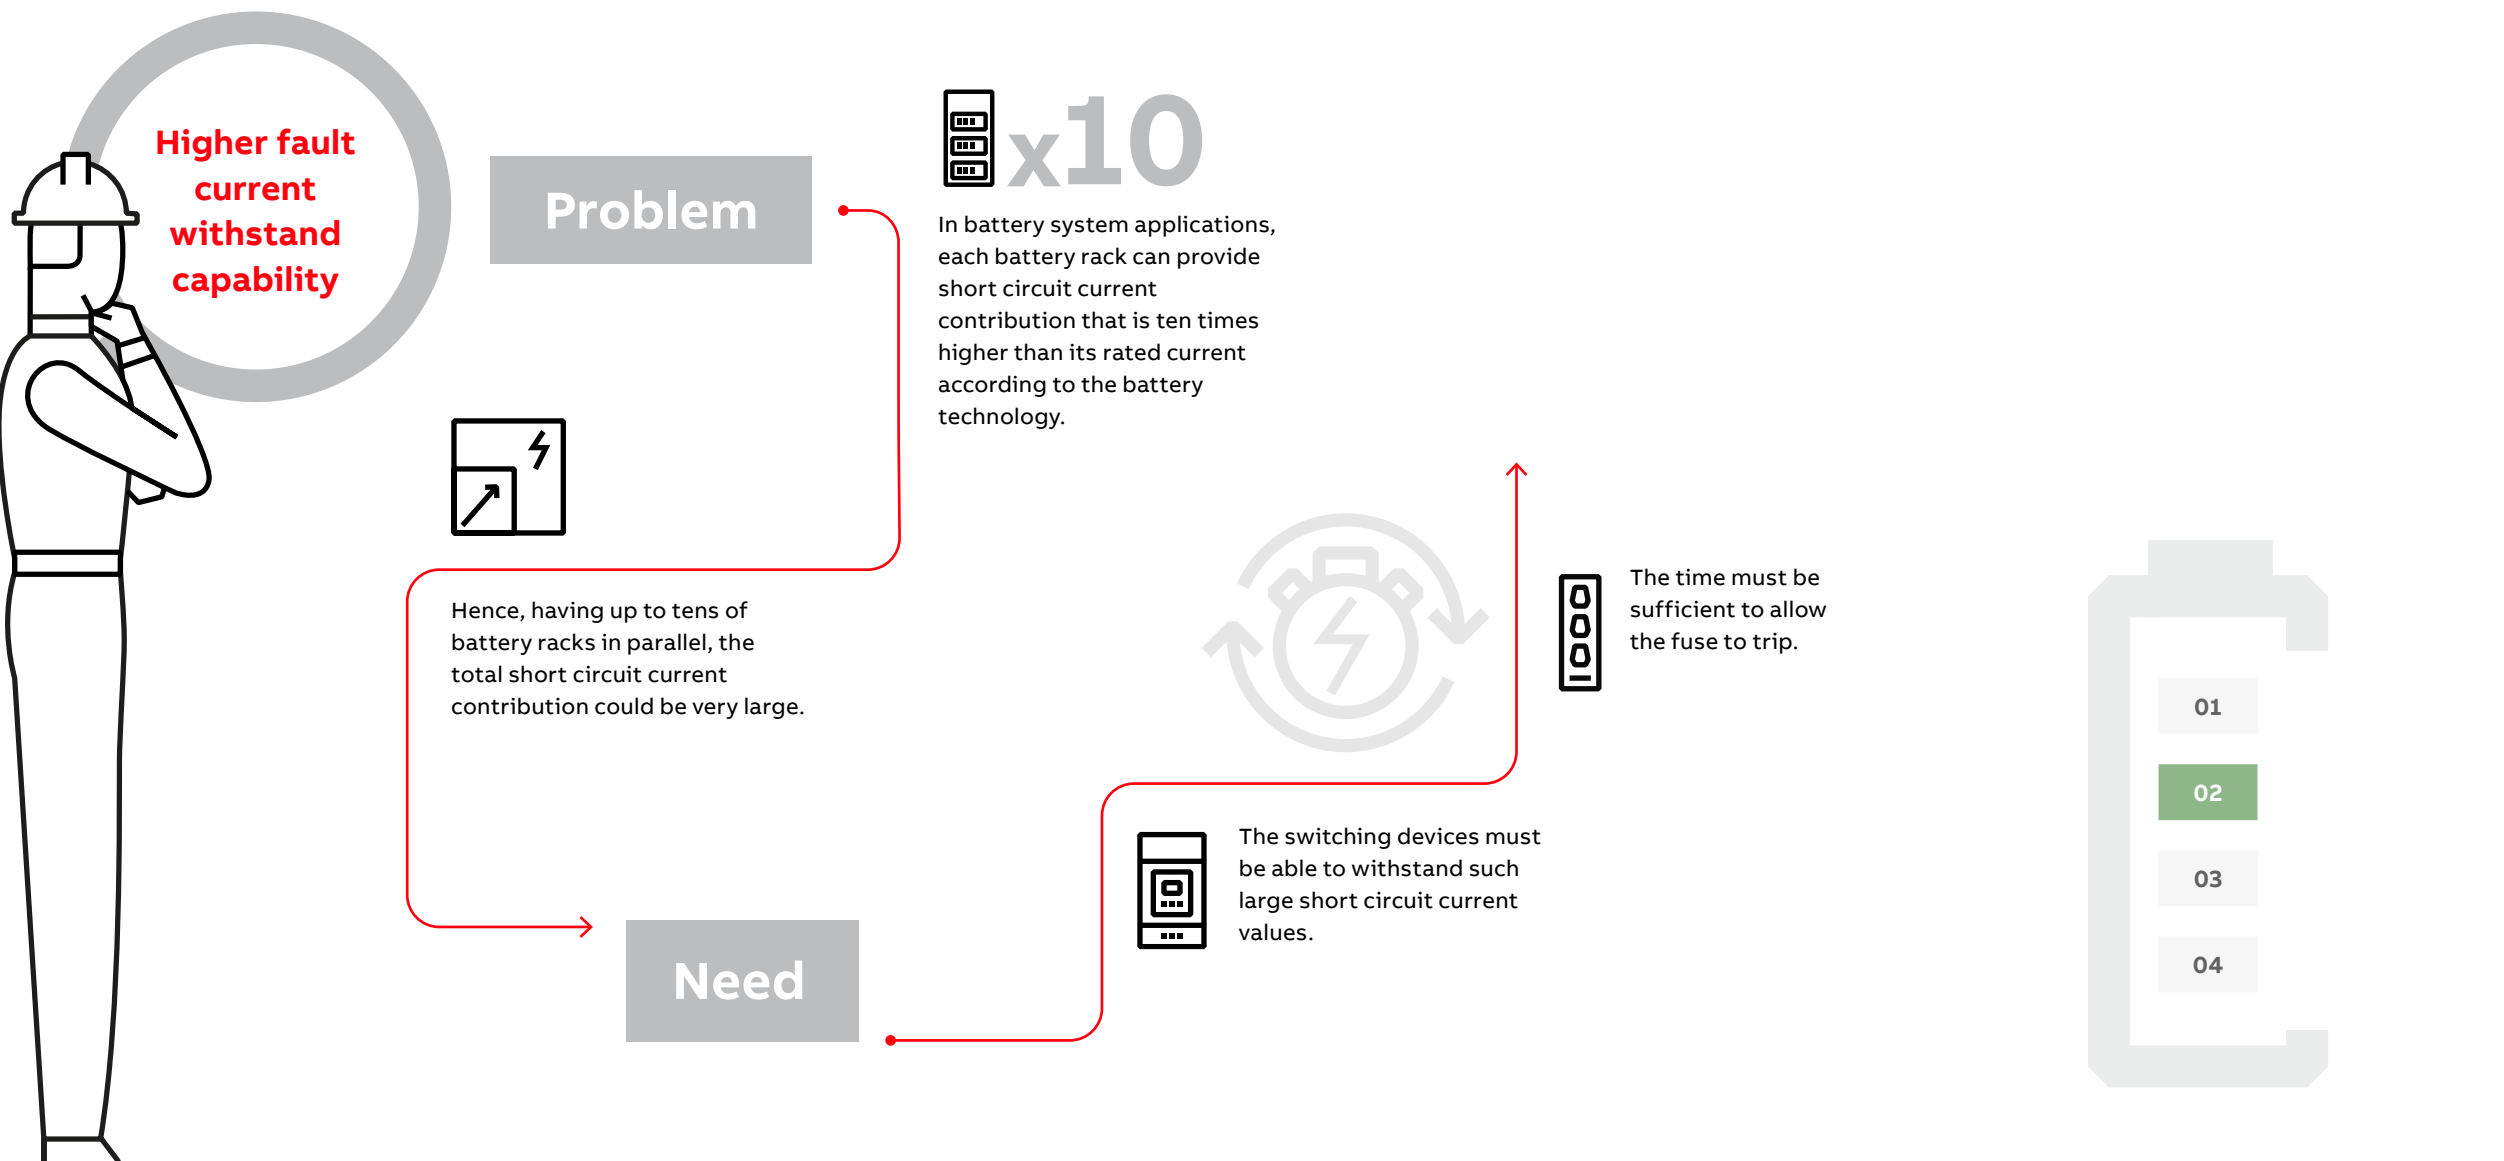 Higher fault
current
withstand
capability
Problem
x10
In battery system applications,
each battery rack can provide
short circuit current
contribution that is ten times
higher than its rated current
according to the battery
technology.
Hence, having up to tens of
battery racks in parallel, the
total short circuit current
contribution could be very large.
Need
The switching devices must
be able to withstand such
large short circuit current
values.
The time must be
sufficient to allow
the fuse to trip.
01
02
03
04